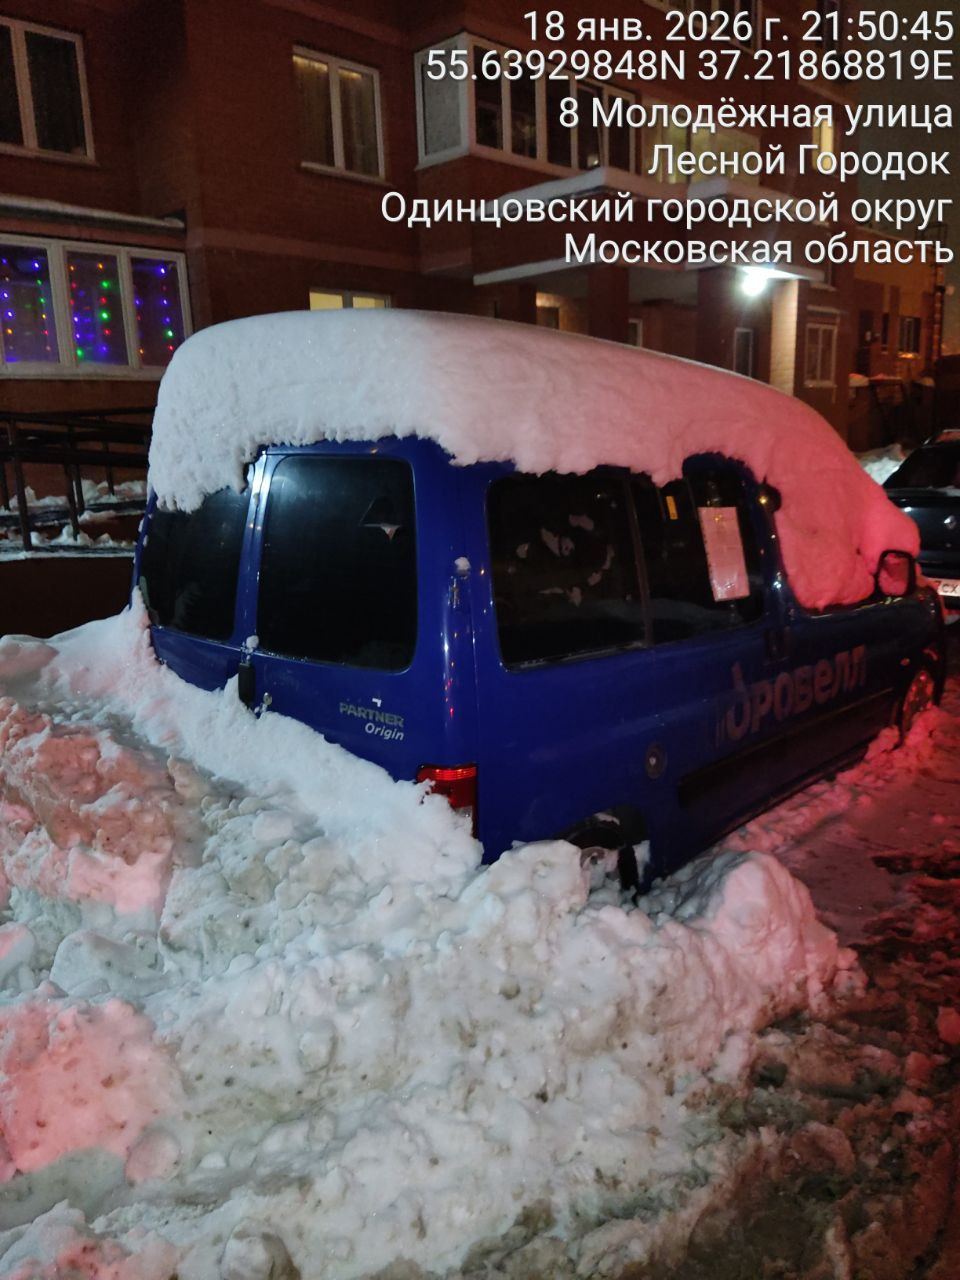 18 янв. 2026 г. 21:50:45
55.63929848N 37.21868819E
8 Молодёжная улица
Лесной Городок
Одинцовский городской округ
Московская область
PARTNER
Origin